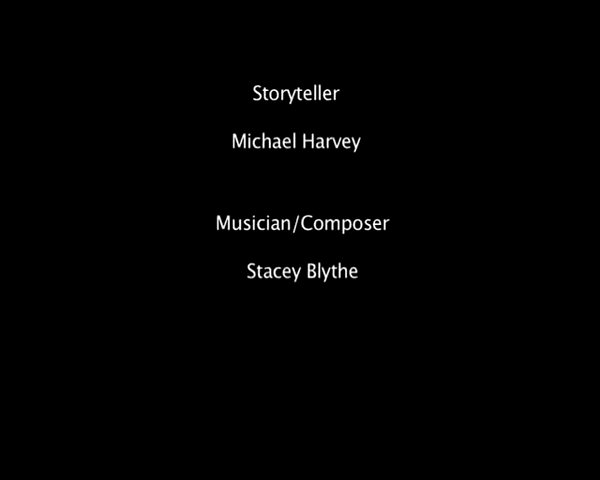 Storyteller
Michael Harvey
Musician/Composer
Stacey Blythe